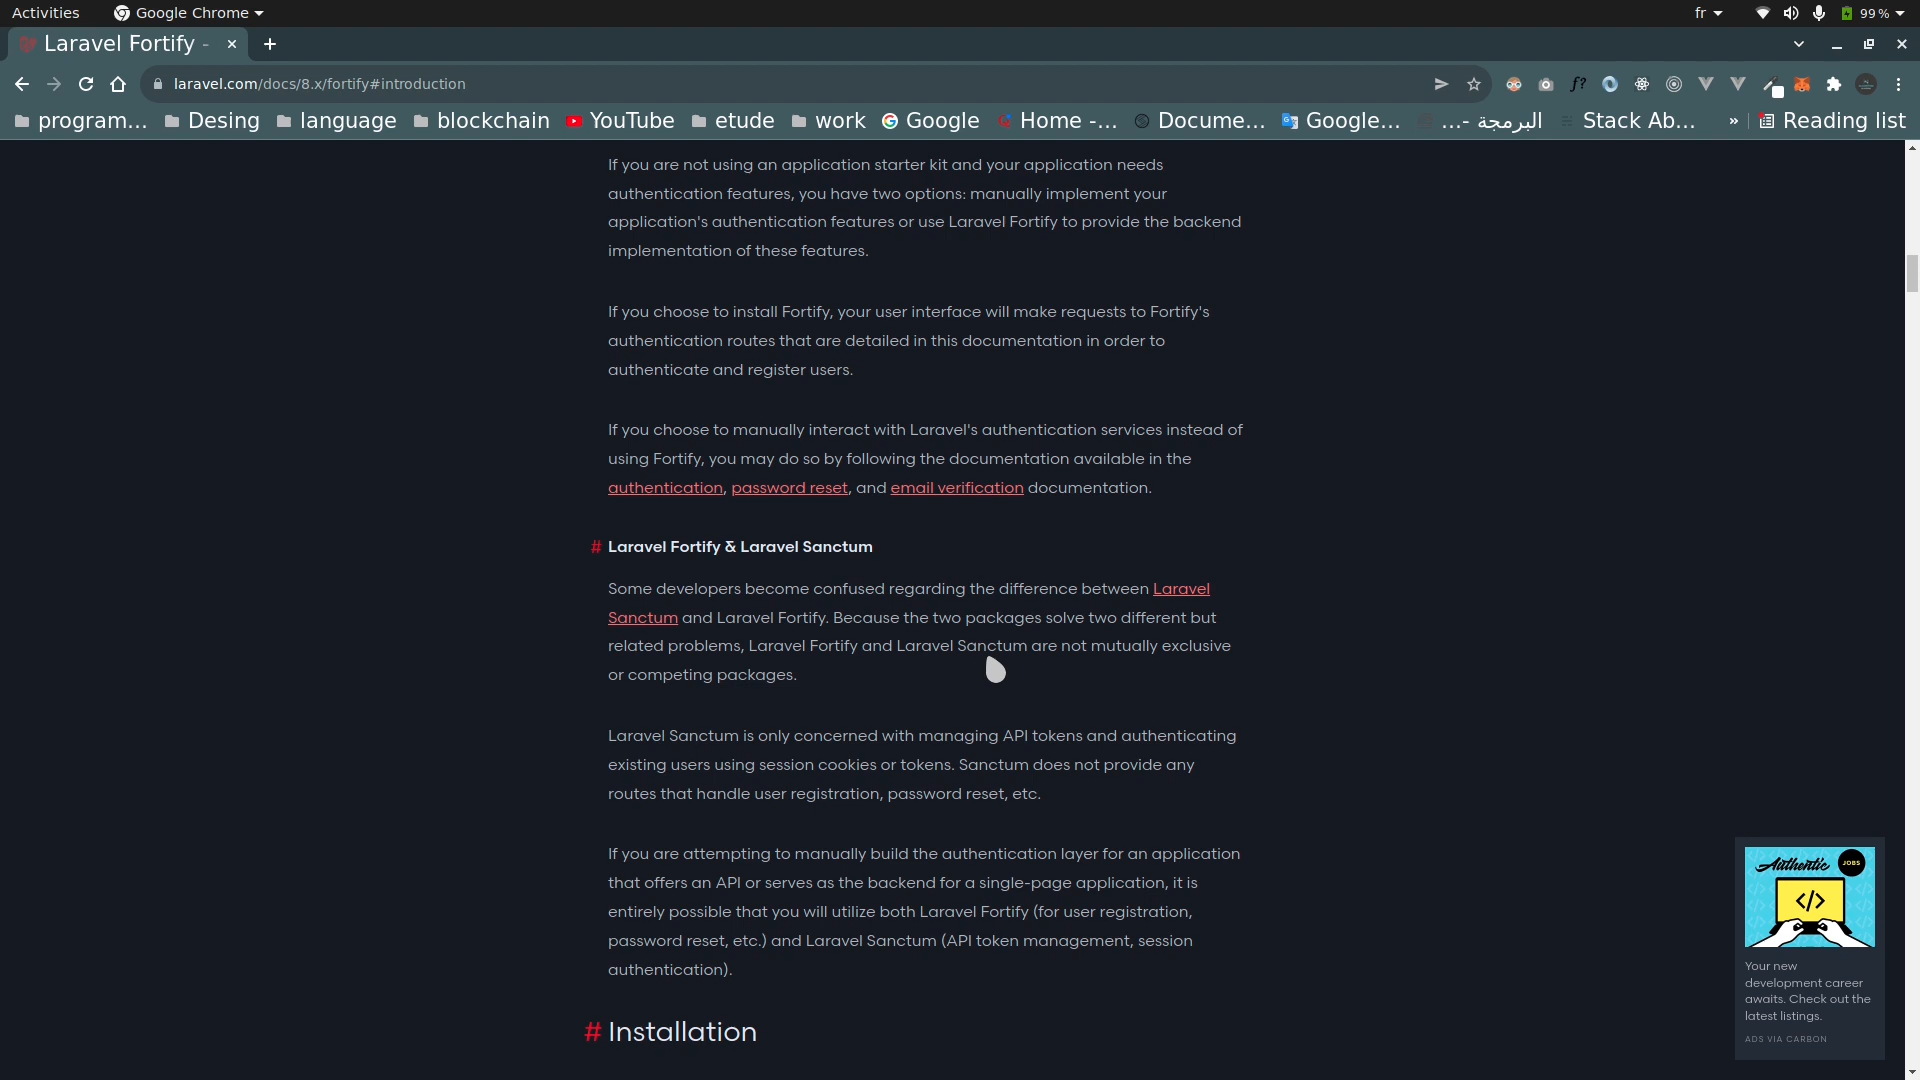 Activities Google Chrome fr 99 %
Laravel Fortify -
laravel.com/docs/8.x/fortify#introduction
f?
program... Desing language blockchain YouTube etude work Google Home -... Docume... Google... البرمجة -... Stack Ab... » Reading list
If you are not using an application starter kit and your application needs
authentication features, you have two options: manually implement your
application's authentication features or use Laravel Fortify to provide the backend
implementation of these features.
If you choose to install Fortify, your user interface will make requests to Fortify's
authentication routes that are detailed in this documentation in order to
authenticate and register users.
If you choose to manually interact with Laravel's authentication services instead of
using Fortify, you may do so by following the documentation available in the
authentication, password reset, and email verification documentation.
# Laravel Fortify & Laravel Sanctum
Some developers become confused regarding the difference between Laravel
Sanctum and Laravel Fortify. Because the two packages solve two different but
related problems, Laravel Fortify and Laravel Sanctum are not mutually exclusive
or competing packages.
Laravel Sanctum is only concerned with managing API tokens and authenticating
existing users using session cookies or tokens. Sanctum does not provide any
routes that handle user registration, password reset, etc.
If you are attempting to manually build the authentication layer for an application
that offers an API or serves as the backend for a single-page application, it is
entirely possible that you will utilize both Laravel Fortify (for user registration,
password reset, etc.) and Laravel Sanctum (API token management, session
authentication).
# Installation
Authentic JOBS
</>
Your new
development career
awaits. Check out the
latest listings.
ADS VIA CARBON